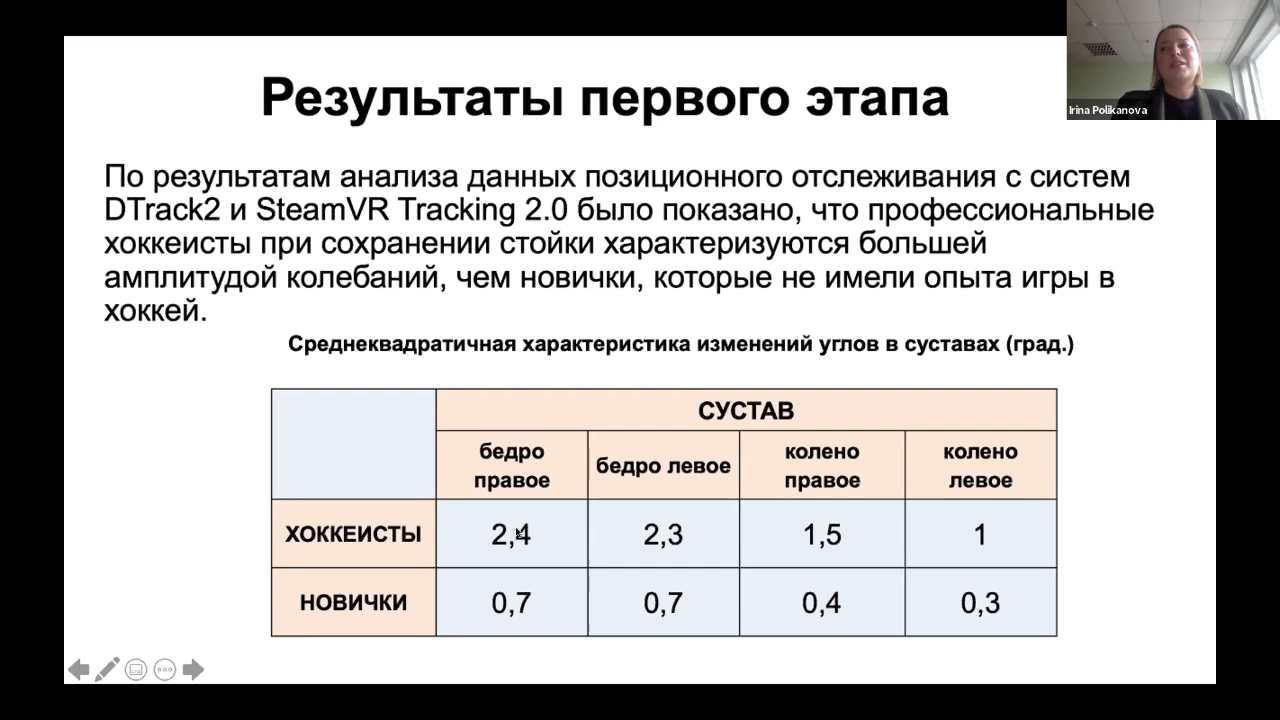 Результаты первого этапа
Irina Polikanova
По результатам анализа данных позиционного отслеживания с систем
DTrack2 и SteamVR Tracking 2.0 было показано, что профессиональные
хоккеисты при сохранении стойки характеризуются большей
амплитудой колебаний, чем новички, которые не имели опыта игры в
хоккей.
Среднеквадратичная характеристика изменений углов в суставах (град.)
СУСТАВ
бедро
правое
бедро левое
колено
правое
колено
левое
ХОККЕИСТЫ 2,4 2,3 1,5 1
НОВИЧКИ 0,7 0,7 0,4 0,3